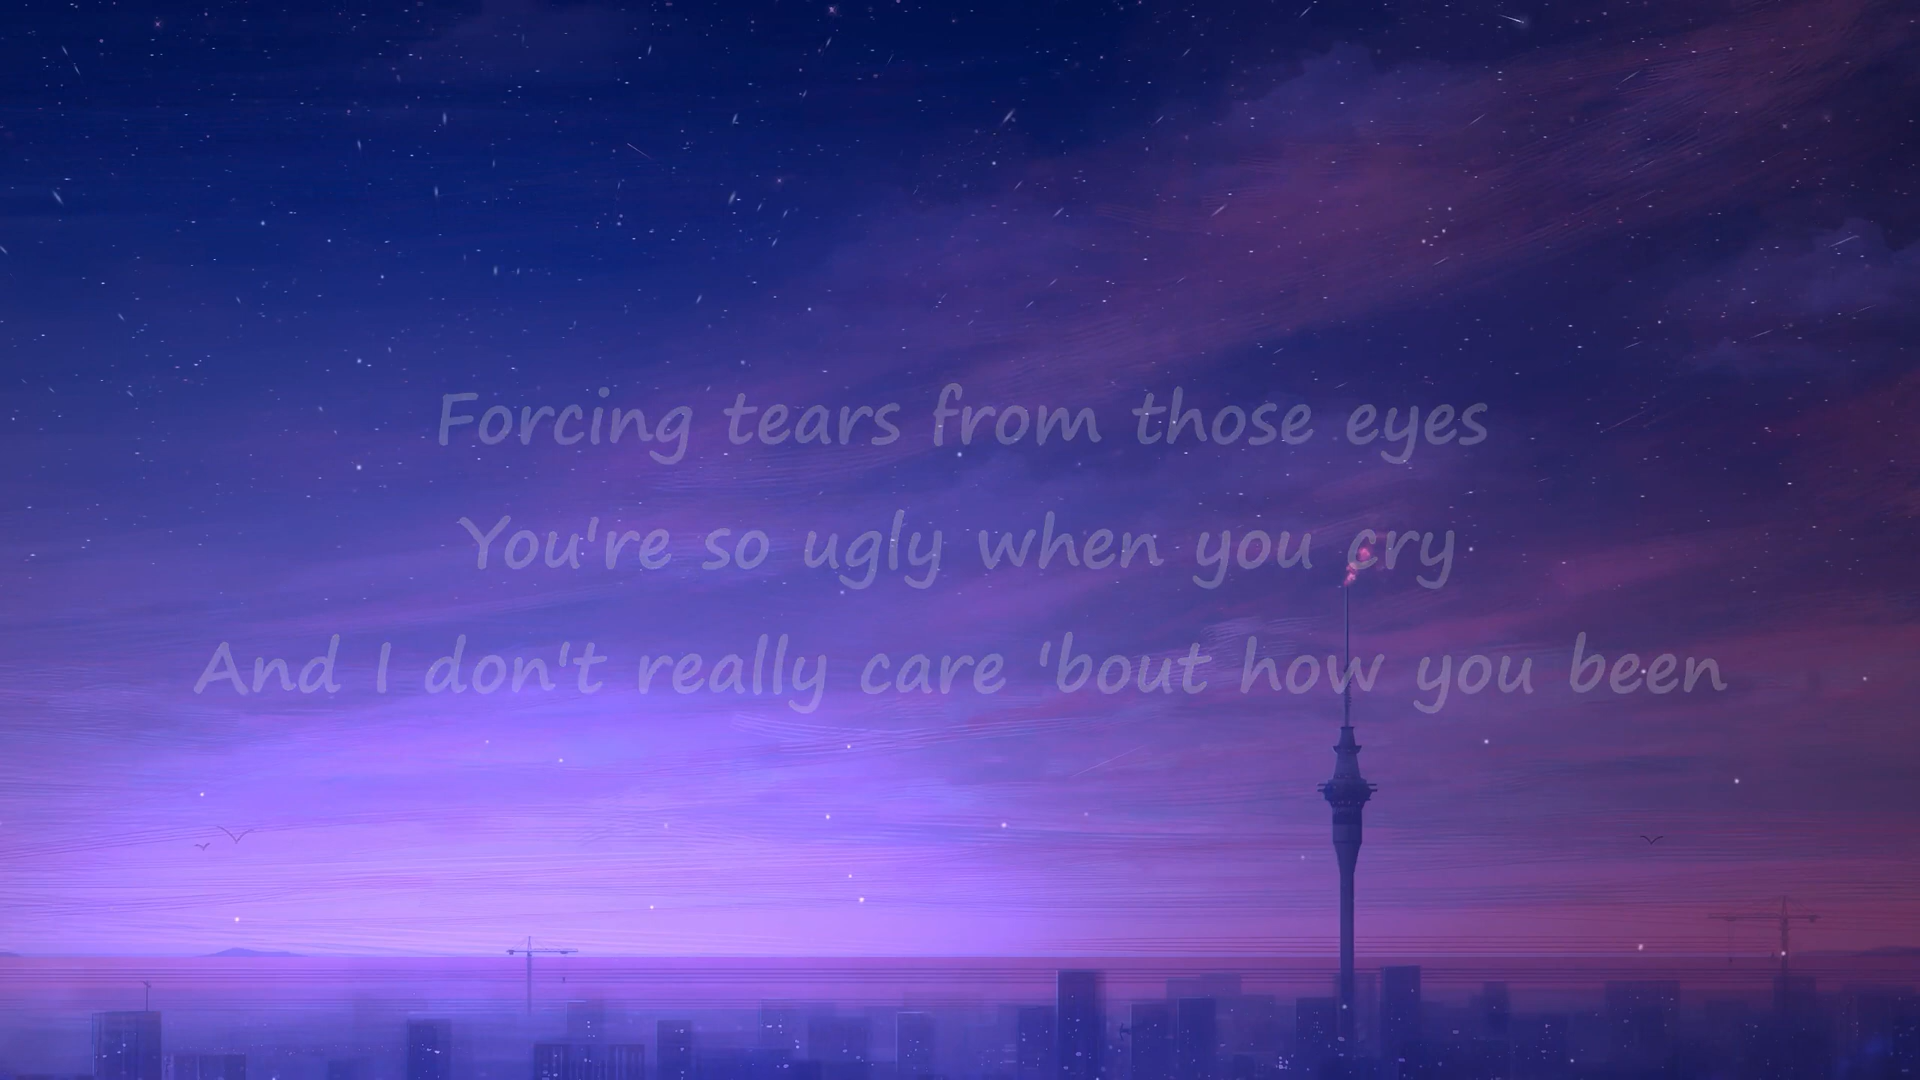 Forcing tears from those eyes
You're so ugly when you cry
And I don't really care 'bout how you been